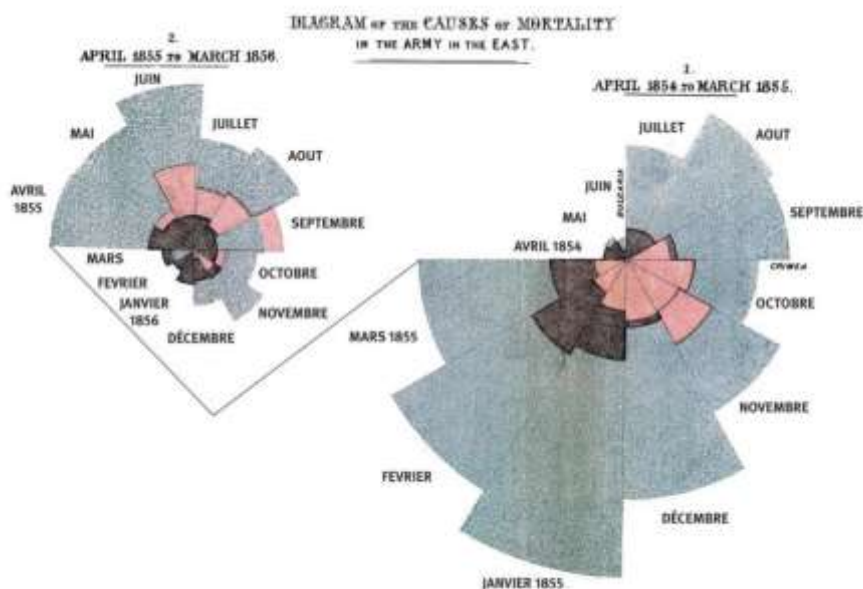 DIAGRAM OF THE CAUSES OF MORTALITY
IN THE ARMY IN THE EAST.
2.
APRIL 1855 TO MARCH 1856.
JUIN
JUILLET
MAI
AOUT
AVRIL
1855
SEPTEMBRE
MARS
OCTOBRE
FEVRIER
JANVIER
1856
NOVEMBRE
DÉCEMBRE
1.
APRIL 1854 TO MARCH 1855.
JUILLET
AOUT
JUIN
BULGARIA
MAI
SEPTEMBRE
AVRIL 1854
CRIMEA
OCTOBRE
MARS 1855
NOVEMBRE
FEVRIER
DÉCEMBRE
JANVIER 1855